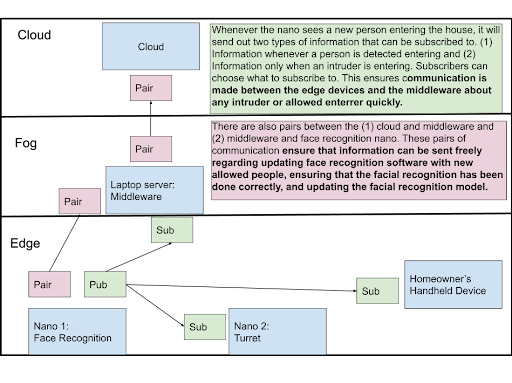 Cloud
Cloud
Whenever the nano sees a new person entering the house, it will
send out two types of information that can be subscribed to. (1)
Information whenever a person is detected entering and (2)
Information only when an intruder is entering. Subscribers can
choose what to subscribe to. This ensures communication is
made between the edge devices and the middleware about
any intruder or allowed enterrer quickly.
Pair
Fog
Pair
There are also pairs between the (1) cloud and middleware and
(2) middleware and face recognition nano. These pairs of
communication ensure that information can be sent freely
regarding updating face recognition software with new
allowed people, ensuring that the facial recognition has been
done correctly, and updating the facial recognition model.
Laptop server:
Middleware
Pair
Edge
Sub
Pair
Pub
Sub
Homeowner's
Handheld Device
Nano 1:
Face Recognition
Sub
Nano 2:
Turret